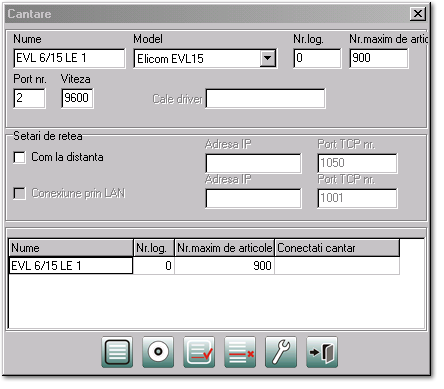 Cantare
Nume Model Nr.log. Nr.maxim de artic
EVL 6/15 LE 1 Elicom EVL15 0 900
Port nr. Viteza
2 9600 Cale driver
Setari de retea
Com la distanta Adresa IP Port TCP nr.
1050
Conexiune prin LAN Adresa IP Port TCP nr.
1001
Nume Nr.log. Nr.maxim de articole Conectati cantar
EVL 6/15 LE 1 0 900